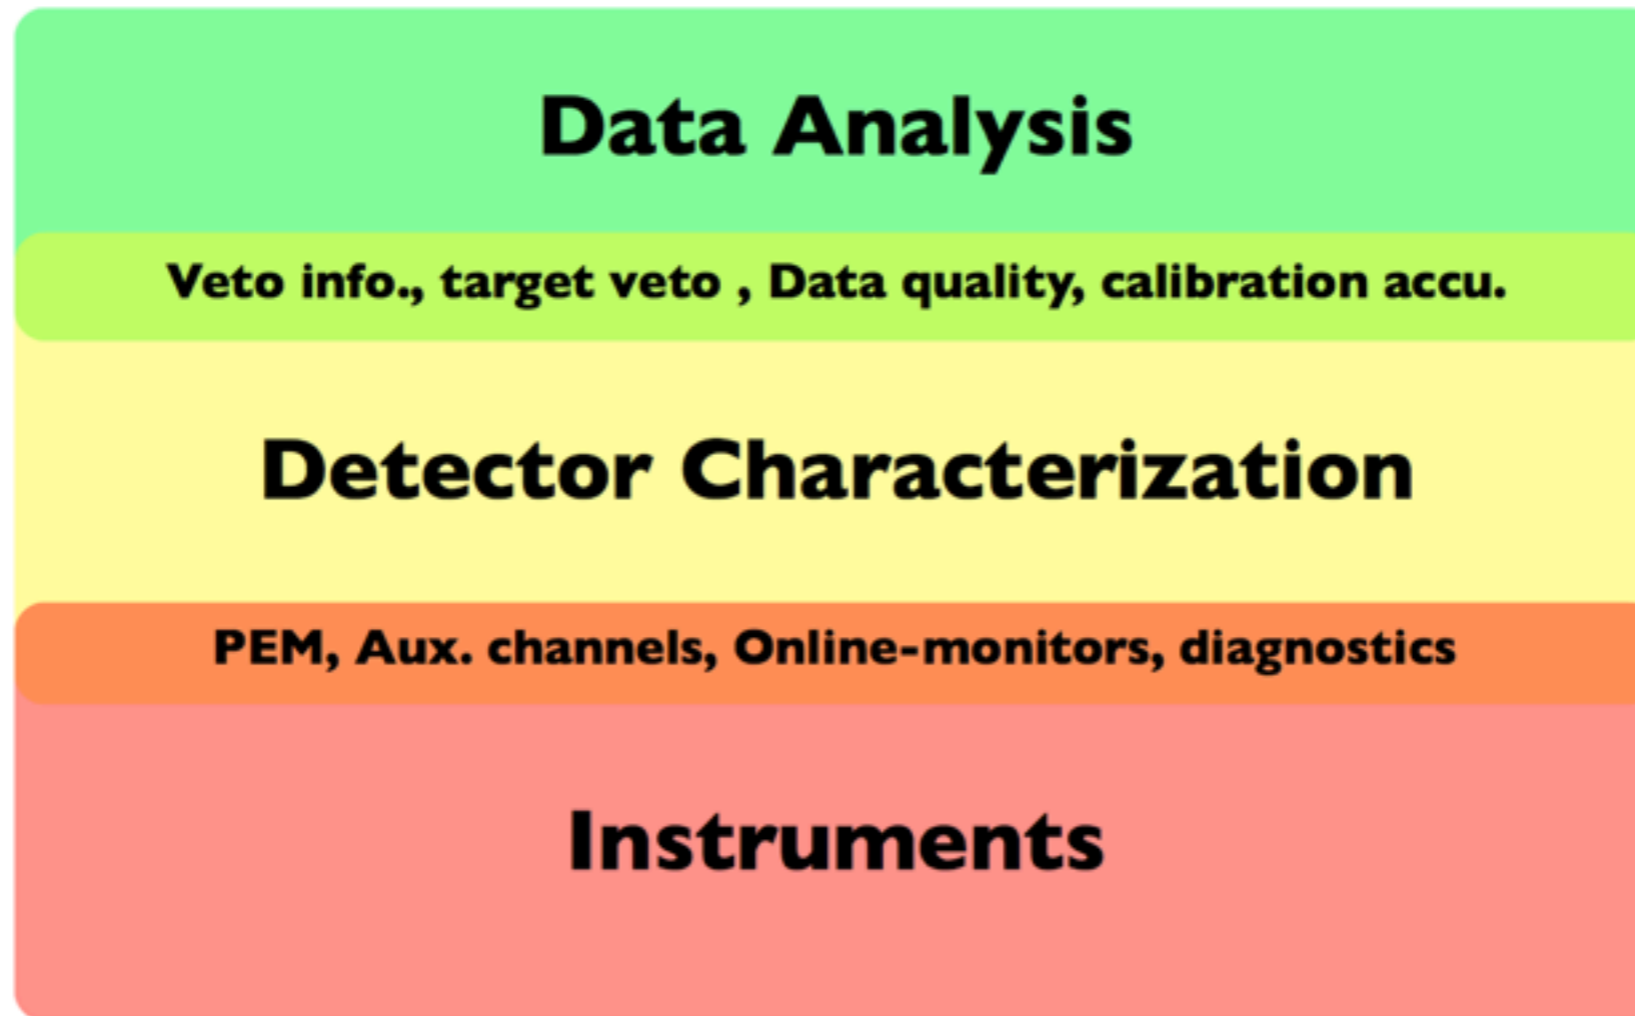 Data Analysis
Veto info., target veto , Data quality, calibration accu.
Detector Characterization
PEM, Aux. channels, Online-monitors, diagnostics
Instruments